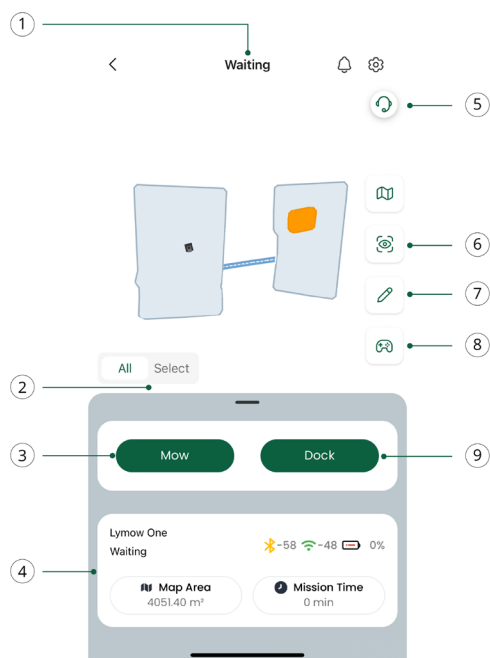 1
Waiting
5
6
7
8
All Select
2
3
Mow
Dock
9
Lymow One
-58 -48 0%
Waiting
4
Map Area
4051.40 m²
Mission Time
0 min